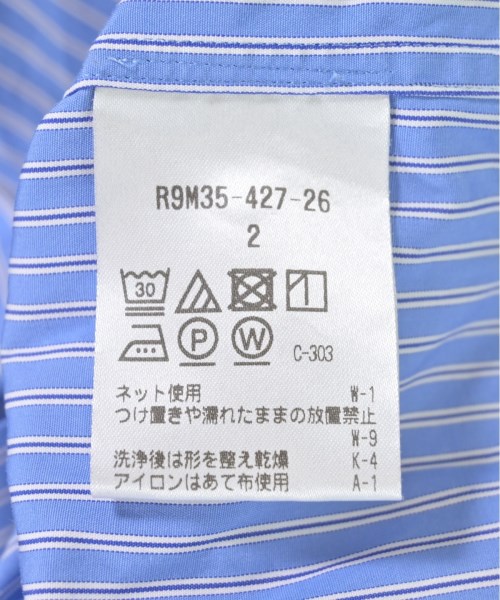 R9M35-427-26
2
30
P W C-303
ネット使用 W-1
つけ置きや濡れたままの放置禁止
W-9
洗浄後は形を整え乾燥 K-4
アイロンはあて布使用 A-1